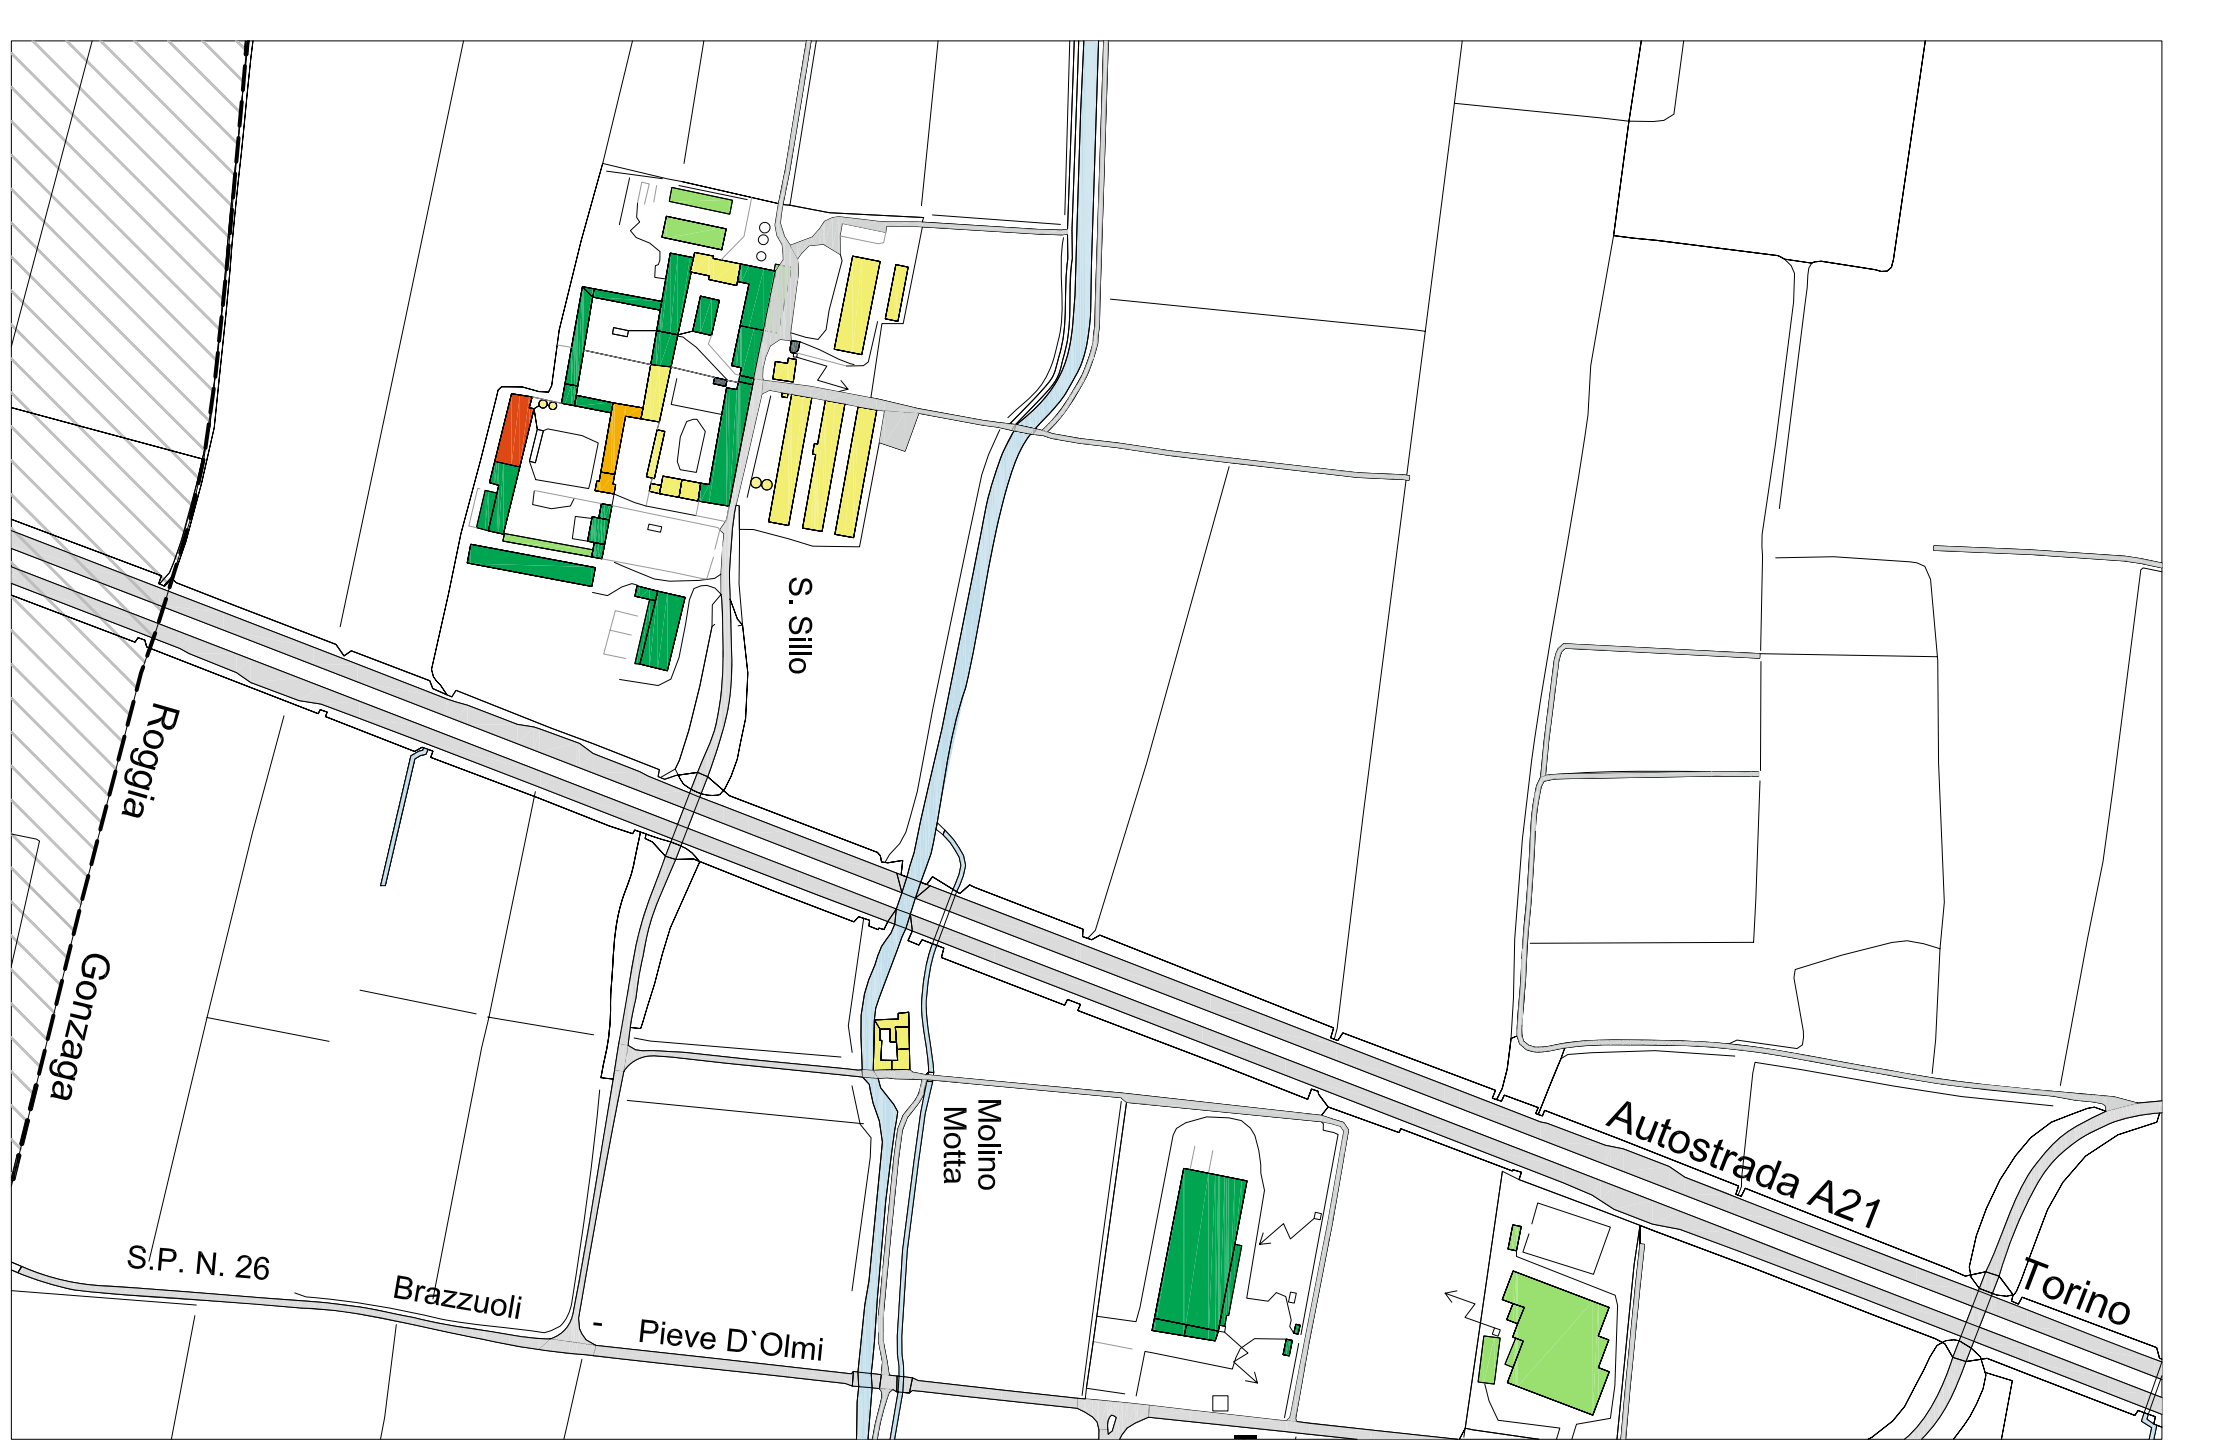 S. Sillo
Roggia
Gonzaga
Molino
Motta
Autostrada A21
Torino
S.P. N. 26
Brazzuoli
-
Pieve D`Olmi